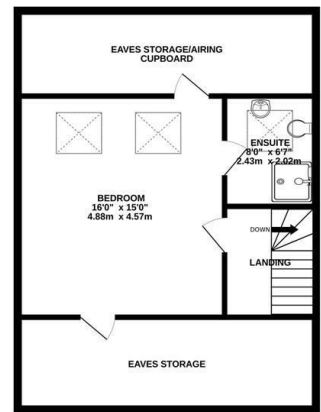 EAVES STORAGE/AIRING
CUPBOARD
ENSUITE
8'0" x 6'7"
2.43m x 2.02m
BEDROOM
16'0" x 15'0"
4.88m x 4.57m
DOWN
LANDING
EAVES STORAGE